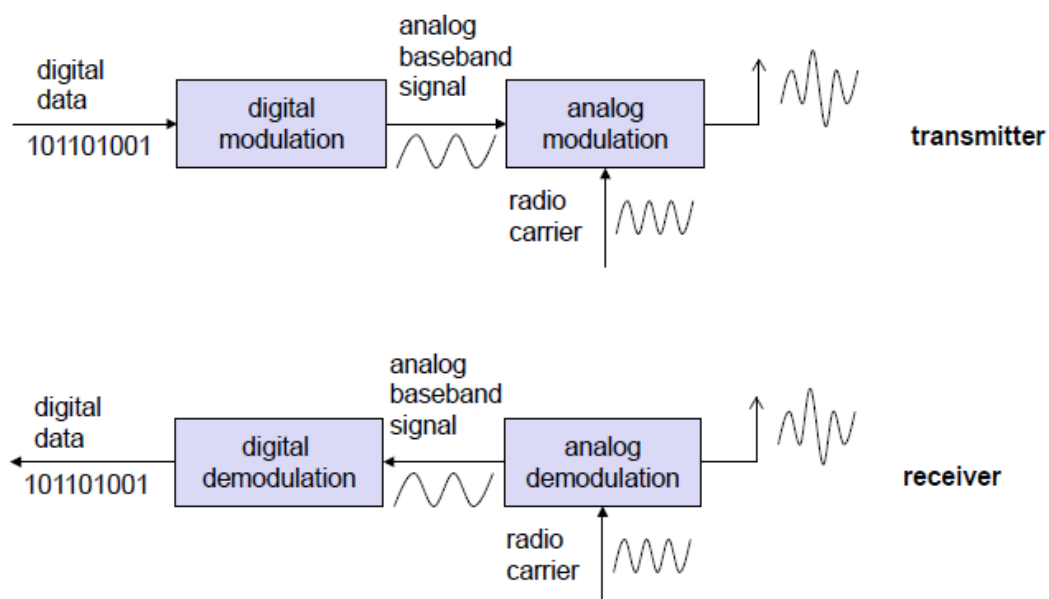 digital
data
101101001
digital
modulation
analog
baseband
signal
analog
modulation
radio
carrier
transmitter
digital
data
101101001
digital
demodulation
analog
baseband
signal
analog
demodulation
radio
carrier
receiver